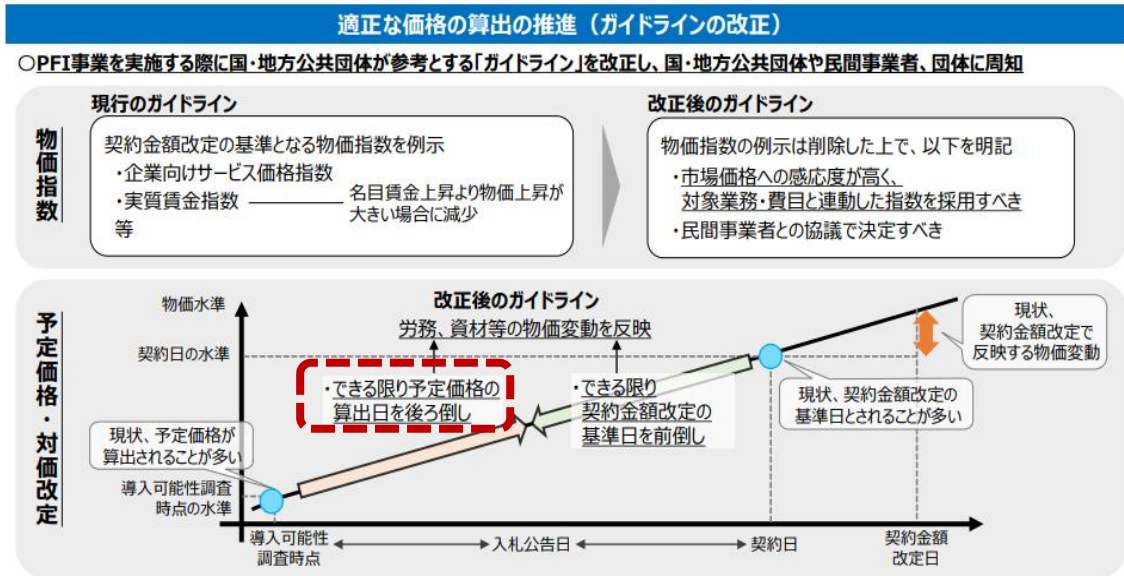 適正な価格の算出の推進（ガイドラインの改正）
○PFI事業を実施する際に国・地方公共団体が参考とする「ガイドライン」を改正し、国・地方公共団体や民間事業者、団体に周知
物価指数
現行のガイドライン
契約金額改定の基準となる物価指数を例示
・企業向けサービス価格指数
・実質賃金指数
等
名目賃金上昇より物価上昇が
大きい場合に減少
改正後のガイドライン
物価指数の例示は削除した上で、以下を明記
・市場価格への感応度が高く、
対象業務・費目と連動した指数を採用すべき
・民間事業者との協議で決定すべき
予定価格・対価改定
物価水準
改正後のガイドライン
労務、資材等の物価変動を反映
契約日の水準
・できる限り予定価格の
算出日を後ろ倒し
・できる限り
契約金額改定の
基準日を前倒し
現状、
契約金額改定で
反映する物価変動
現状、契約金額改定の
基準日とされることが多い
現状、予定価格が
算出されることが多い
導入可能性調査
時点の水準
導入可能性
調査時点
入札公告日
契約日
契約金額
改定日